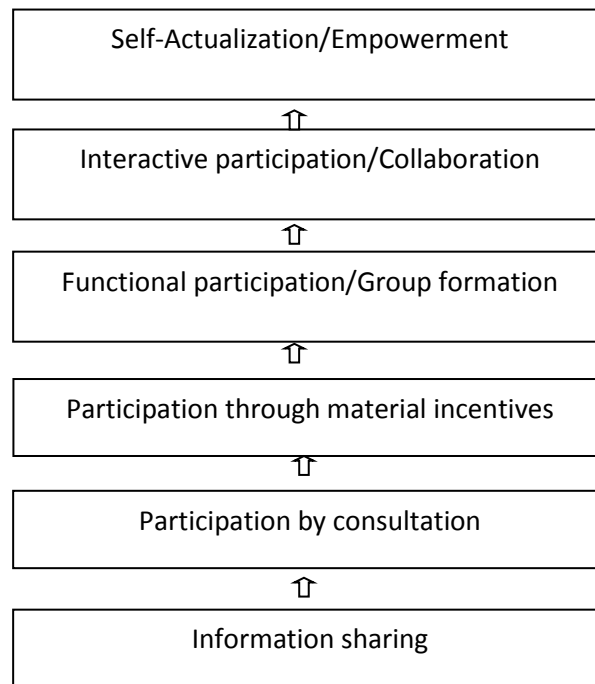 Self-Actualization/Empowerment
Interactive participation/Collaboration
Functional participation/Group formation
Participation through material incentives
Participation by consultation
Information sharing